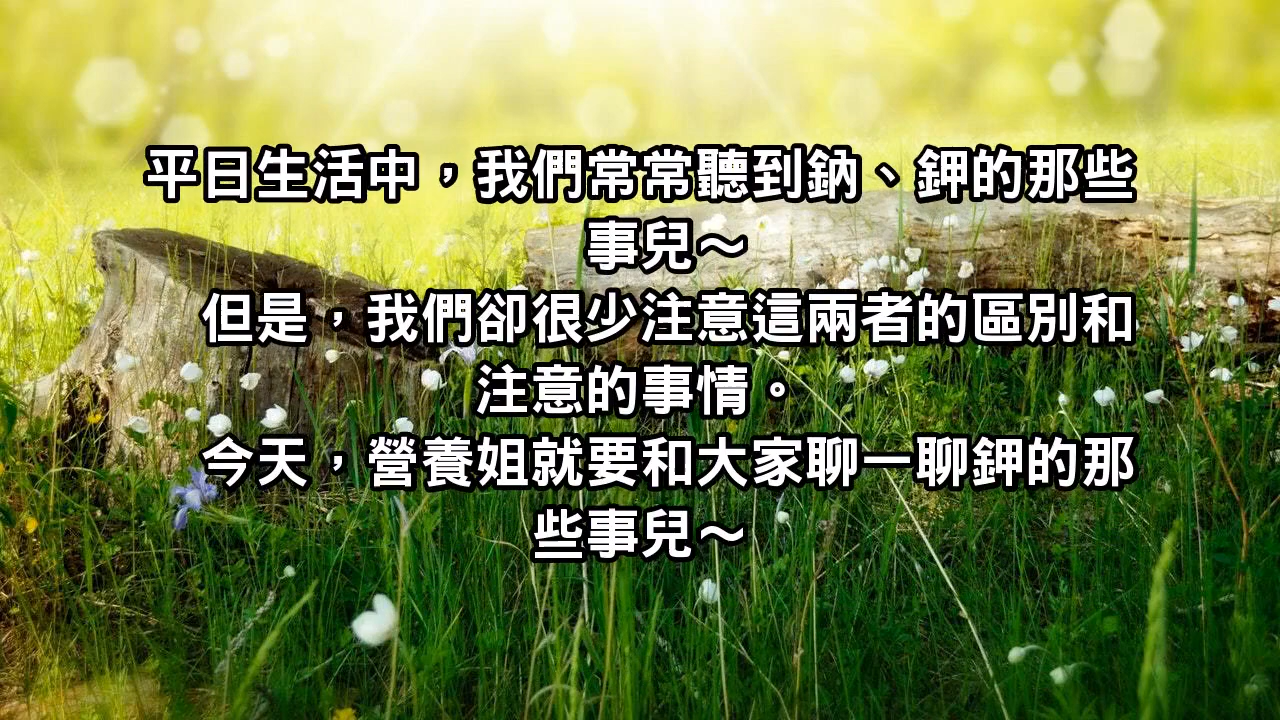 平日生活中，我們常常聽到鈉、鉀的那些
事兒～
但是，我們卻很少注意這兩者的區別和
注意的事情。
今天，營養姐就要和大家聊一聊鉀的那
些事兒～